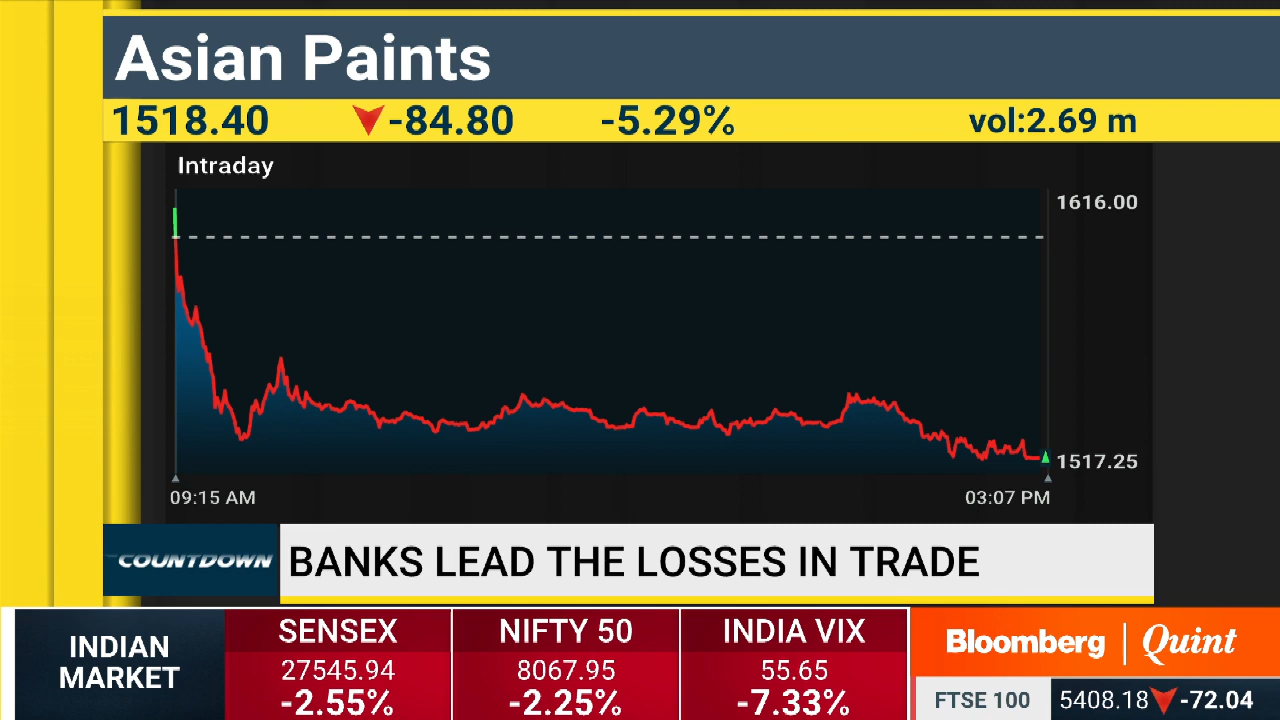 Asian Paints
1518.40 -84.80 -5.29% vol:2.69 m
Intraday
1616.00
1517.25
09:15 AM 03:07 PM
COUNTDOWN
BANKS LEAD THE LOSSES IN TRADE
INDIAN
MARKET
SENSEX
27545.94
-2.55%
NIFTY 50
8067.95
-2.25%
INDIA VIX
55.65
-7.33%
Bloomberg | Quint
FTSE 100 5408.18 -72.04